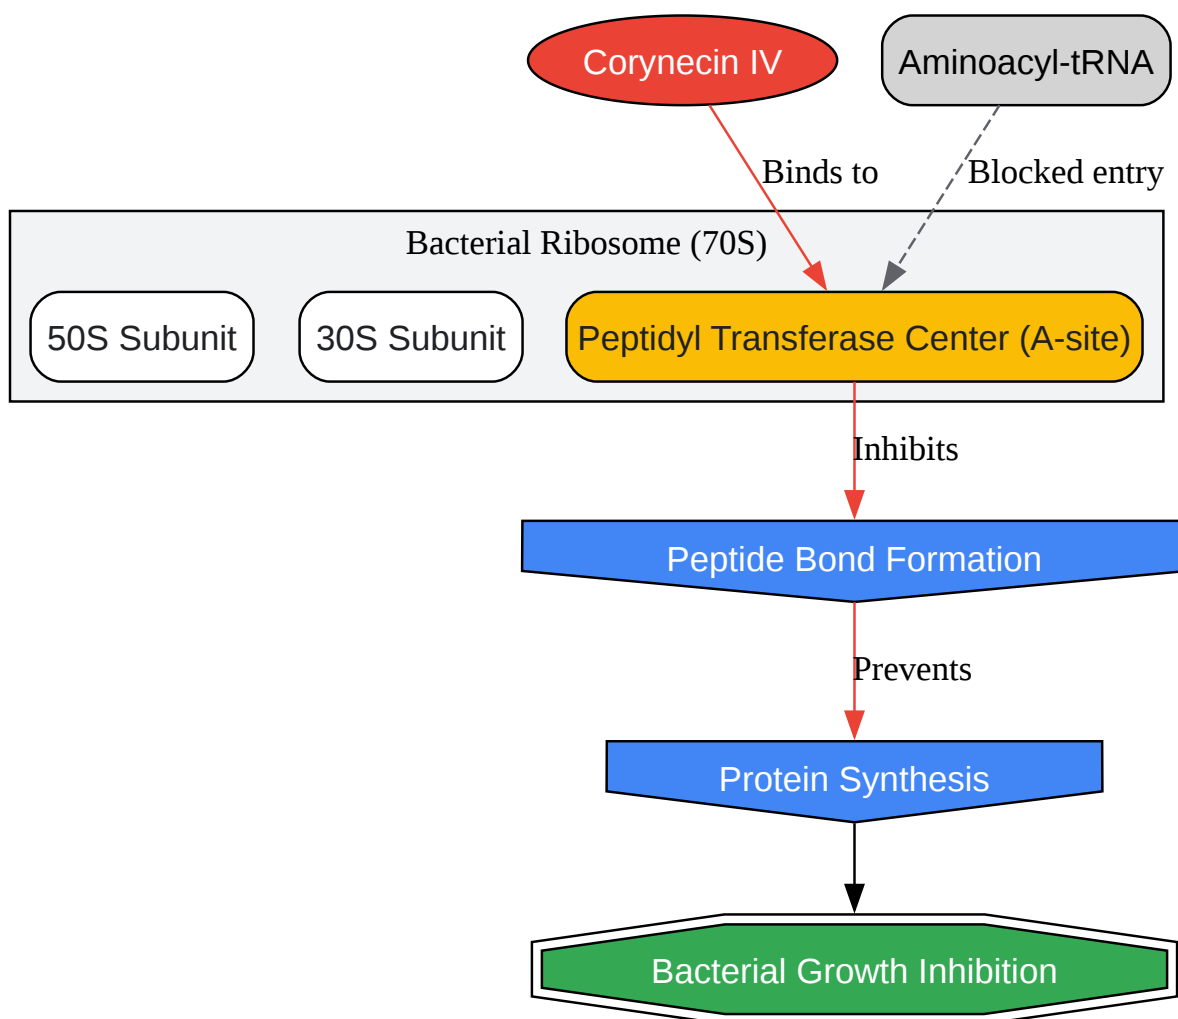 Corynecin IV
Aminoacyl-tRNA
Binds to
Blocked entry
Bacterial Ribosome (70S)
50S Subunit
30S Subunit
Peptidyl Transferase Center (A-site)
Inhibits
Peptide Bond Formation
Prevents
Protein Synthesis
Bacterial Growth Inhibition